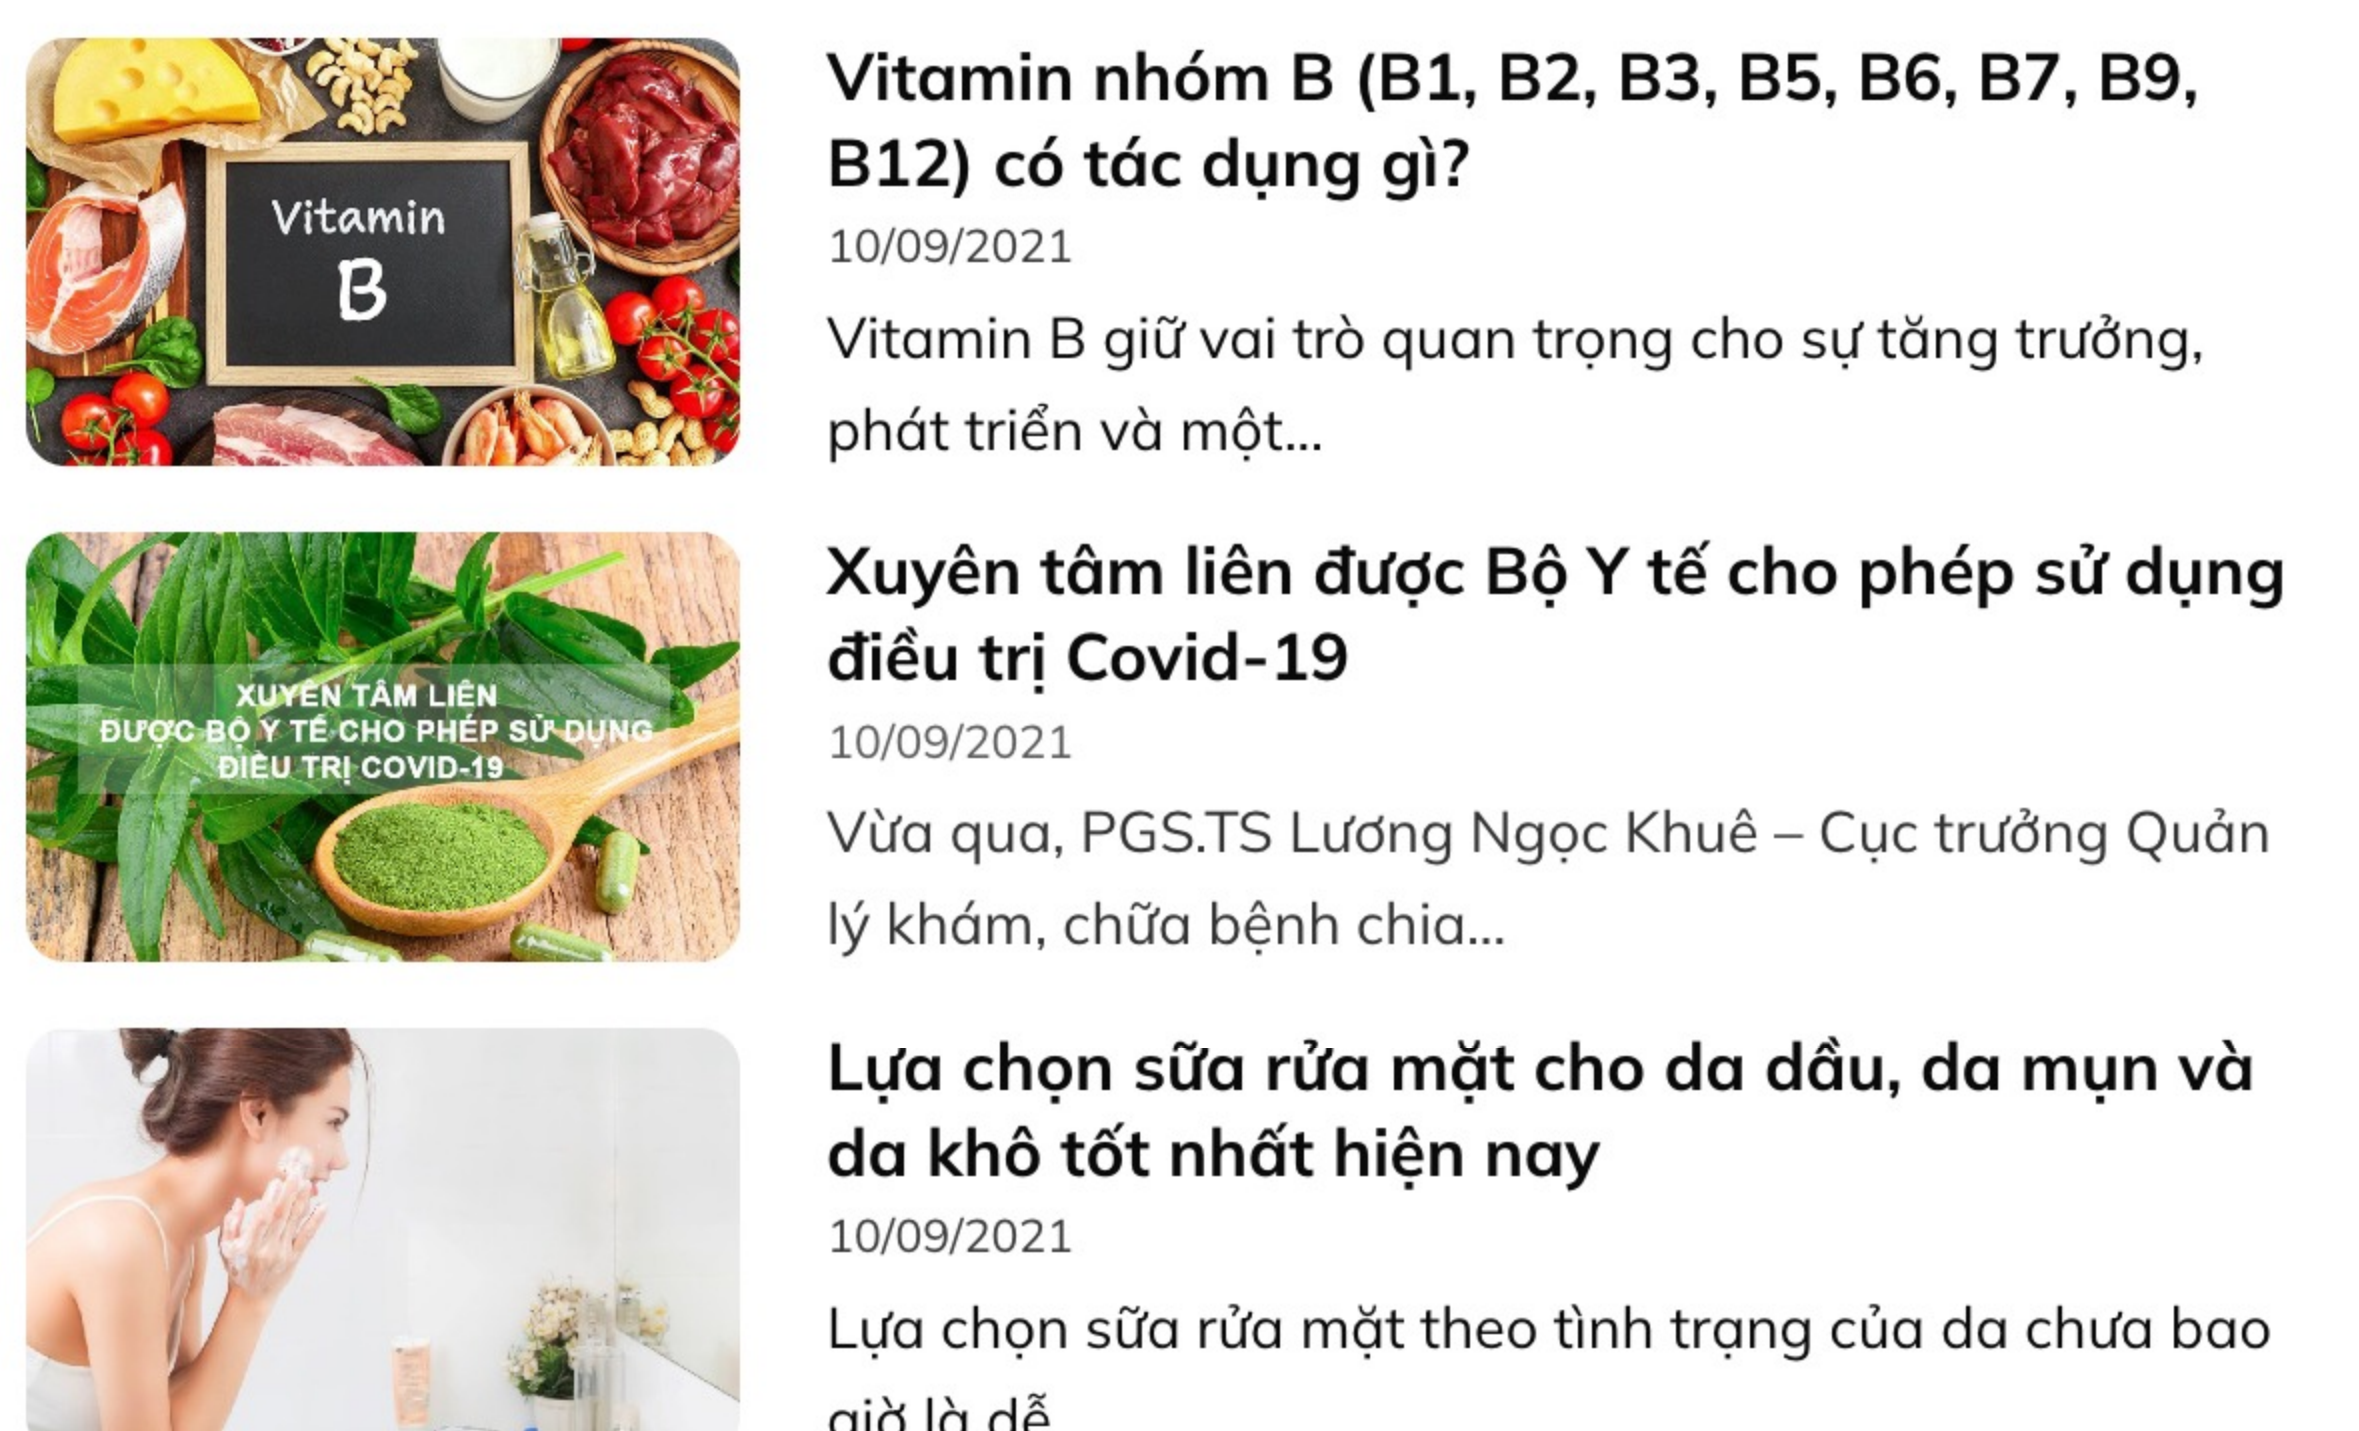 Vitamin
B
Vitamin nhóm B (B1, B2, B3, B5, B6, B7, B9,
B12) có tác dụng gì?
10/09/2021
Vitamin B giữ vai trò quan trọng cho sự tăng trưởng,
phát triển và một...
XUYÊN TÂM LIÊN
ĐƯỢC BỘ Y TẾ CHO PHÉP SỬ DỤNG
ĐIỀU TRỊ COVID-19
Xuyên tâm liên được Bộ Y tế cho phép sử dụng
điều trị Covid-19
10/09/2021
Vừa qua, PGS.TS Lương Ngọc Khuê – Cục trưởng Quản
lý khám, chữa bệnh chia...
Lựa chọn sữa rửa mặt cho da dầu, da mụn và
da khô tốt nhất hiện nay
10/09/2021
Lựa chọn sữa rửa mặt theo tình trạng của da chưa bao
giờ là dễ